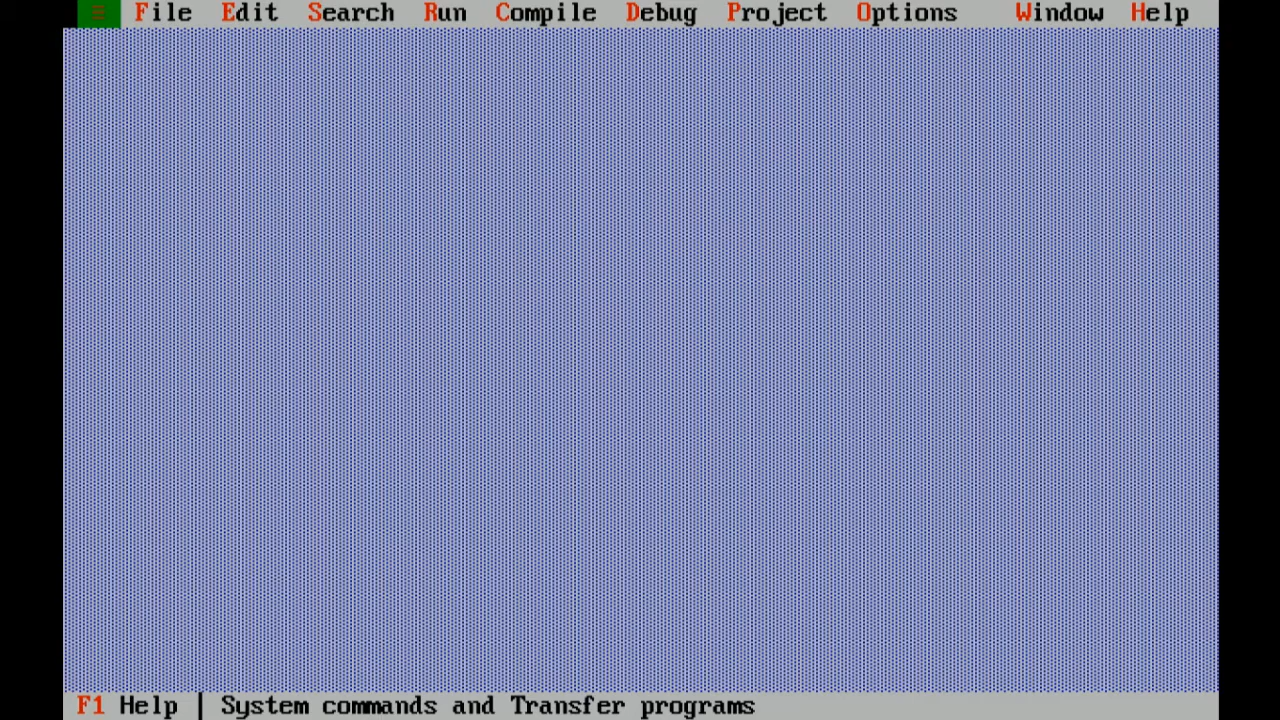 ≡ File Edit Search Run Compile Debug Project Options Window Help
F1 Help │ System commands and Transfer programs